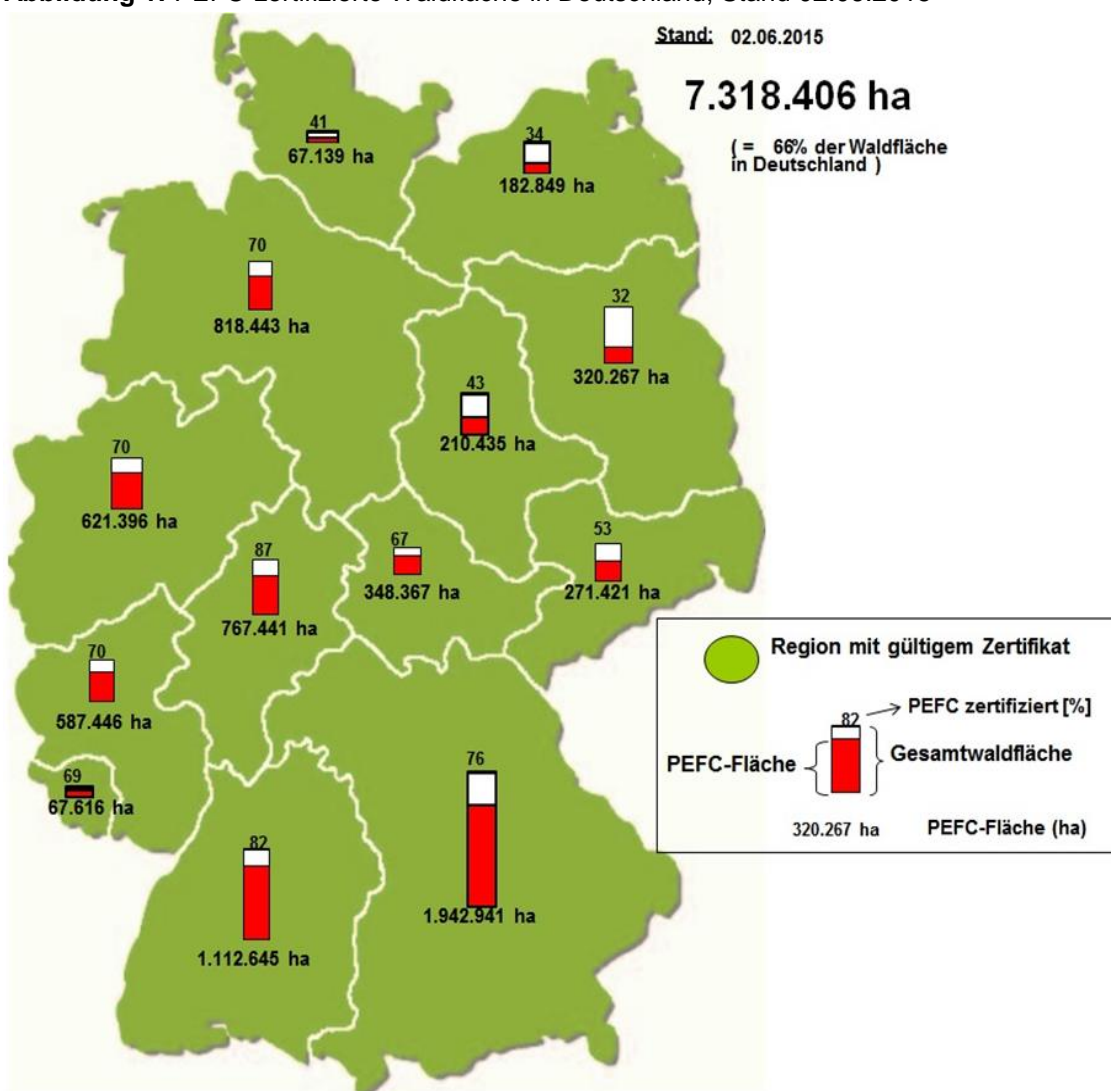 Stand: 02.06.2015
7.318.406 ha
( = 66% der Waldfläche
in Deutschland )
41
67.139 ha
34
182.849 ha
70
818.443 ha
32
320.267 ha
43
210.435 ha
70
621.396 ha
87
767.441 ha
67
348.367 ha
53
271.421 ha
70
587.446 ha
69
67.616 ha
82
1.112.645 ha
76
1.942.941 ha
Region mit gültigem Zertifikat
82
PEFC zertifiziert [%]
PEFC-Fläche
Gesamtwaldfläche
320.267 ha
PEFC-Fläche (ha)